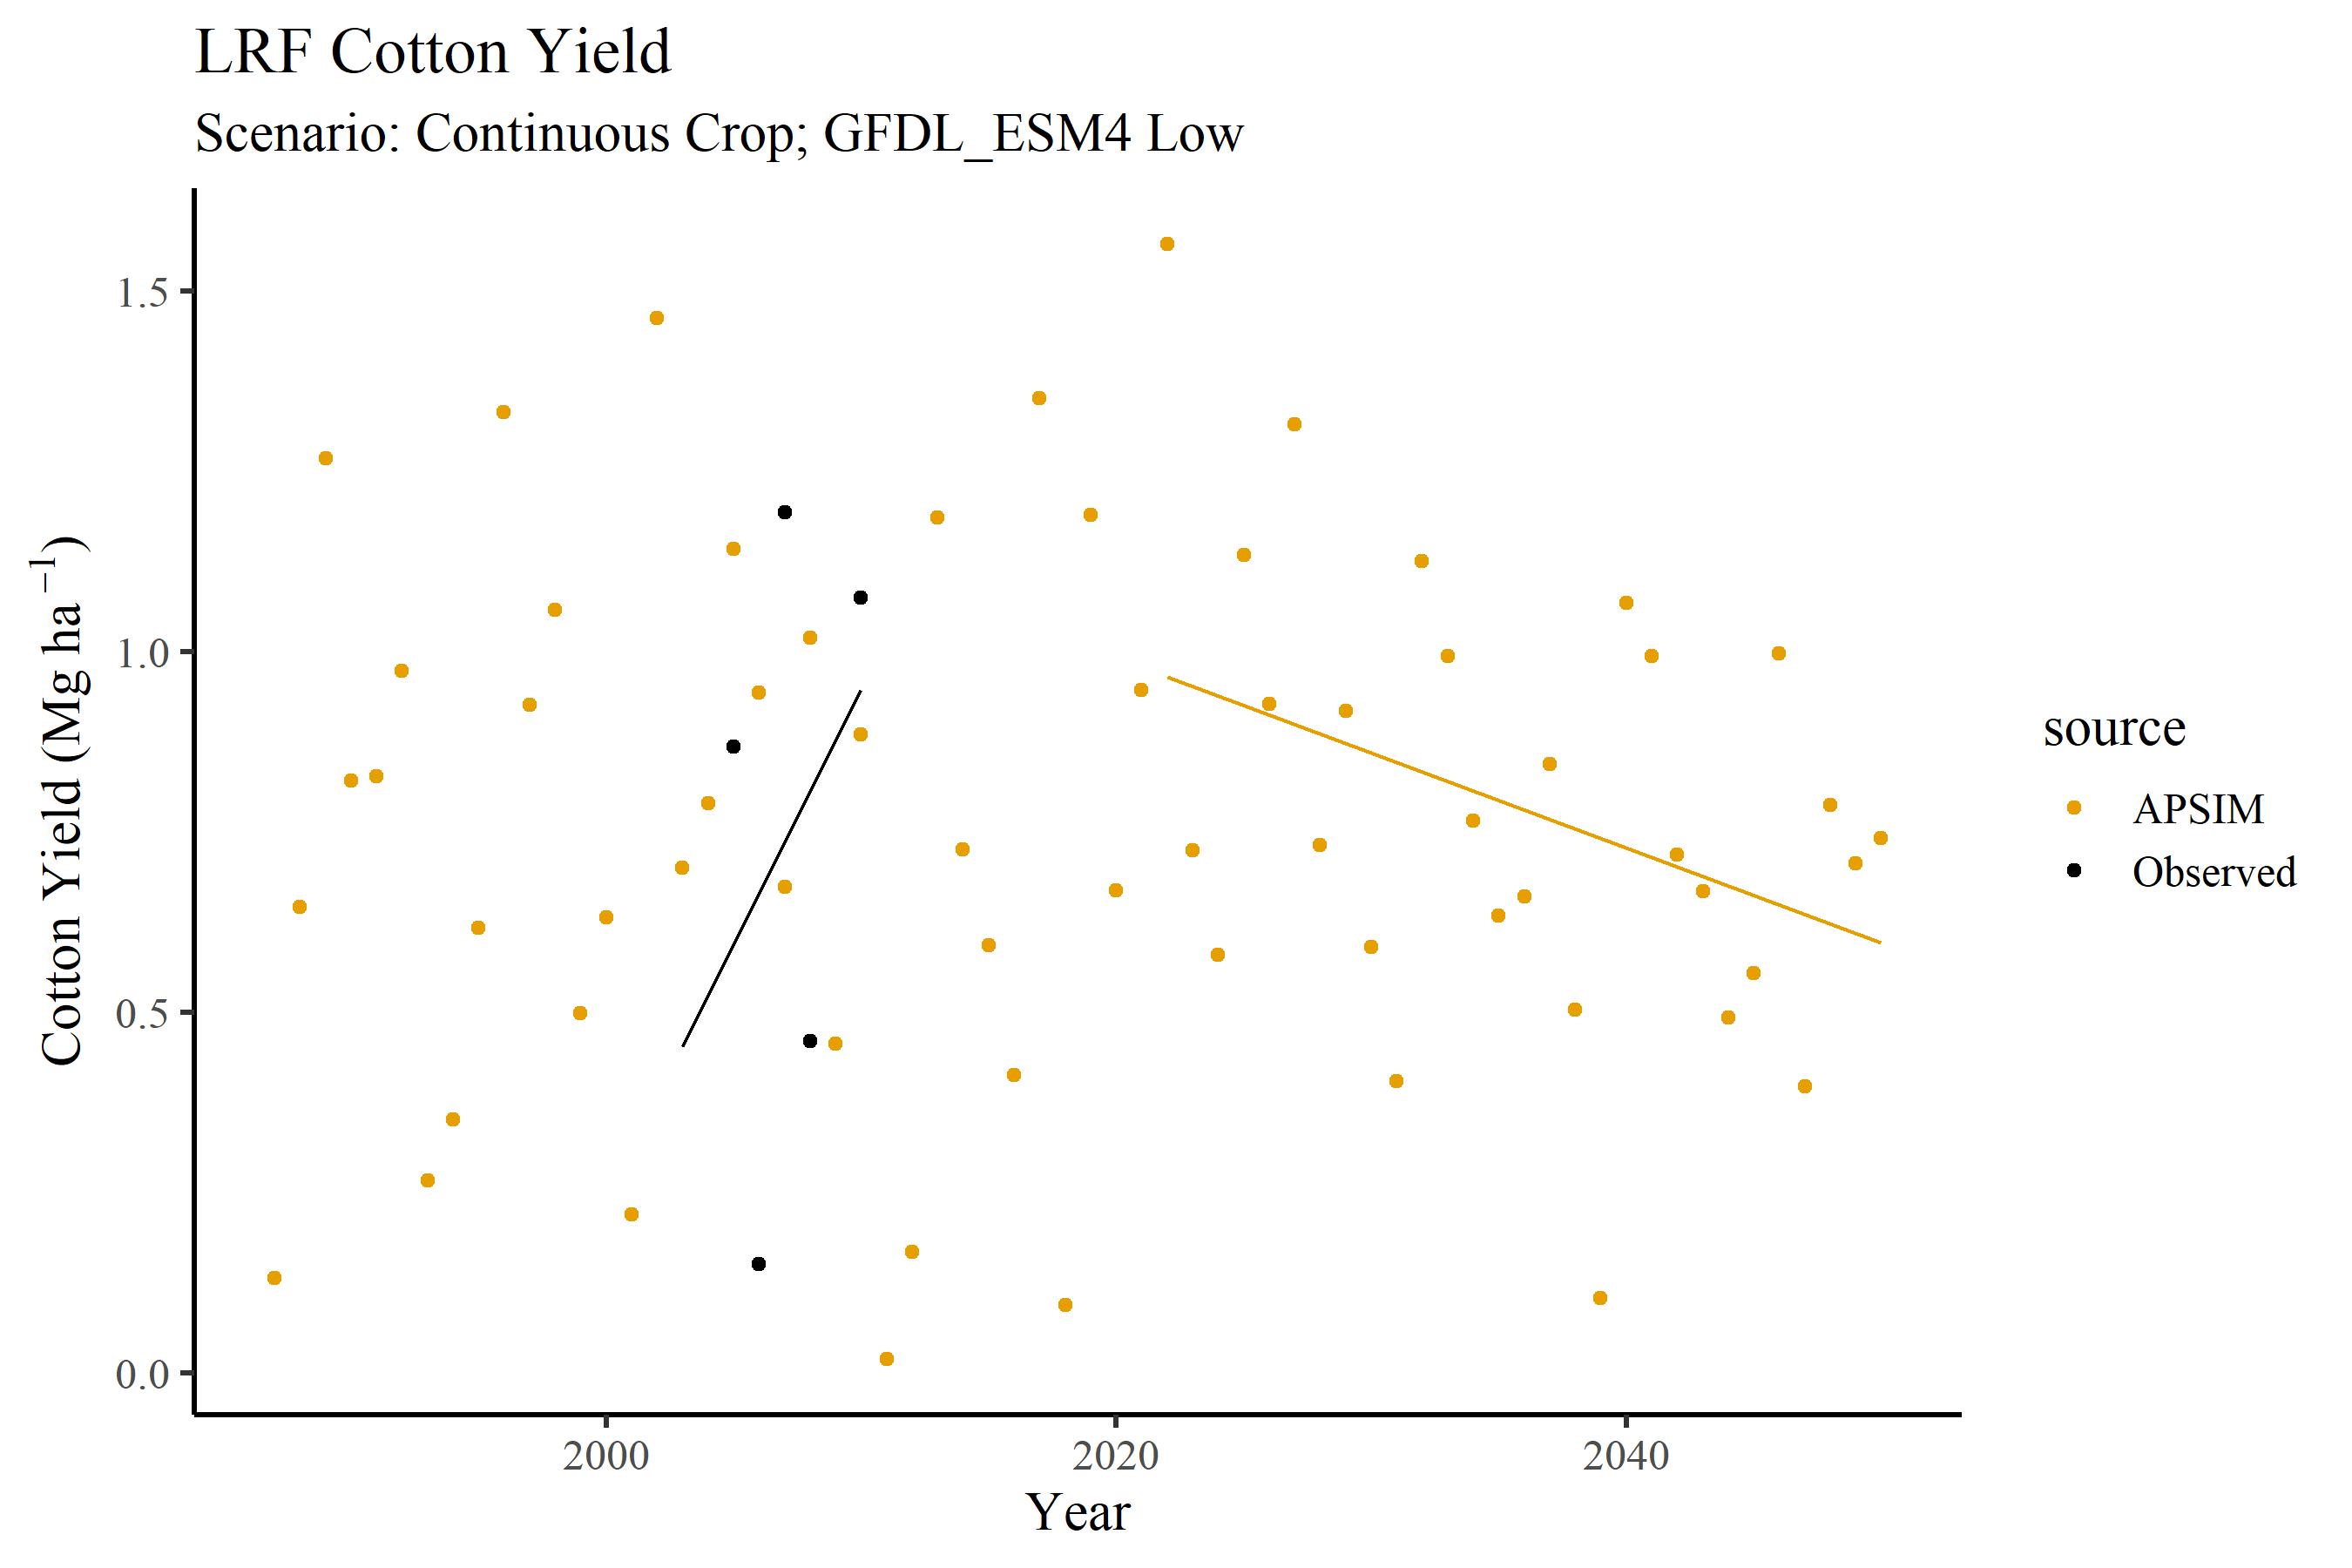 LRF Cotton Yield
Scenario: Continuous Crop; GFDL_ESM4 Low
Cotton Yield (Mg ha⁻¹)
1.5
1.0
0.5
0.0
2000 2020 2040
Year
source
APSIM
Observed